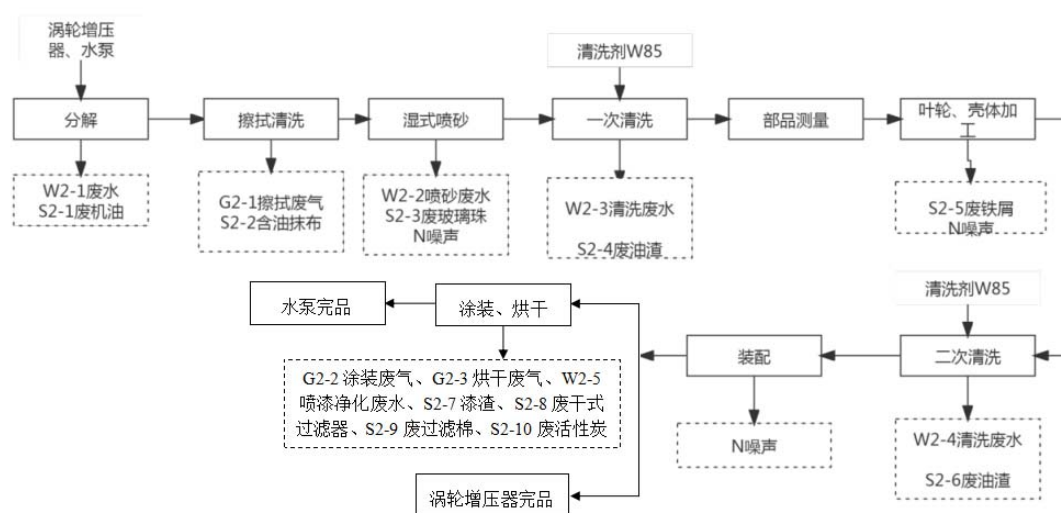 涡轮增压
器、水泵
清洗剂W85
分解
擦拭清洗
湿式喷砂
一次清洗
部品测量
叶轮、壳体加
工
W2-1废水
S2-1废机油
G2-1擦拭废气
S2-2含油抹布
W2-2喷砂废水
S2-3废玻璃珠
N噪声
W2-3清洗废水
S2-4废油渣
S2-5废铁屑
N噪声
清洗剂W85
水泵完品
涂装、烘干
装配
二次清洗
G2-2 涂装废气、G2-3 烘干废气、W2-5
喷漆净化废水、S2-7 漆渣、S2-8 废干式
过滤器、S2-9 废过滤棉、S2-10 废活性炭
N噪声
W2-4清洗废水
S2-6废油渣
涡轮增压器完品